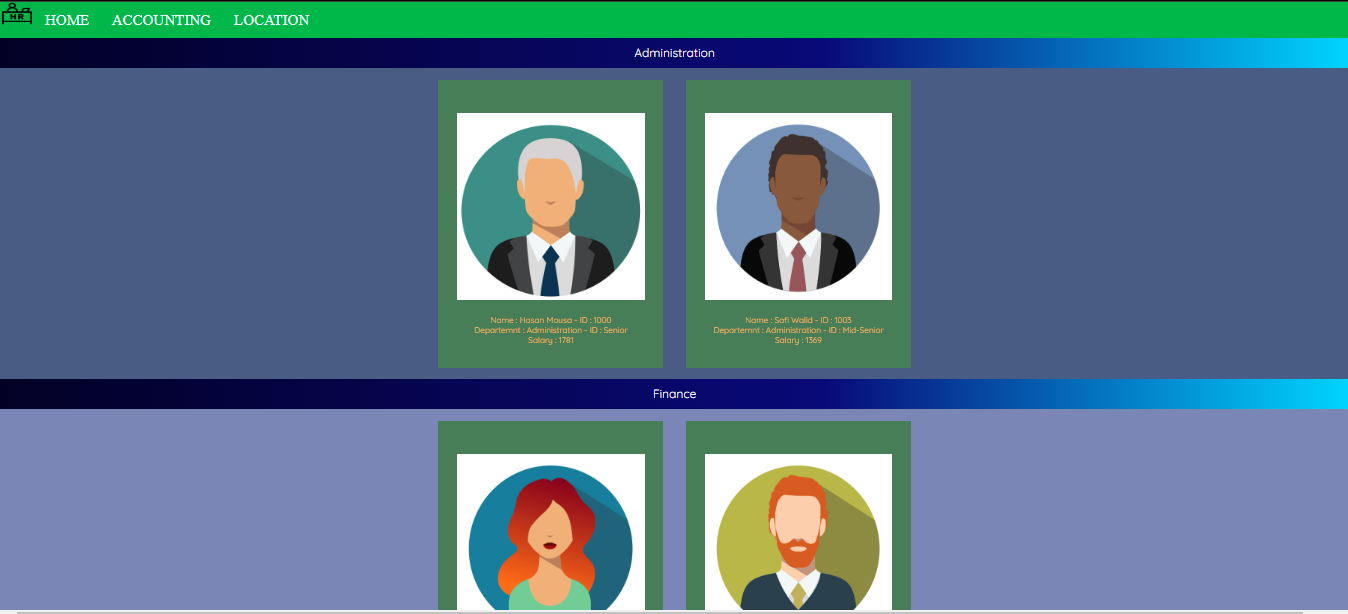 HR
HOME ACCOUNTING LOCATION
Administration
Name : Hasan Mousa - ID : 1000
Departemnt : Administration - ID : Senior
Salary : 1781
Name : Safi Walid - ID : 1003
Departemnt : Administration - ID : Mid-Senior
Salary : 1369
Finance